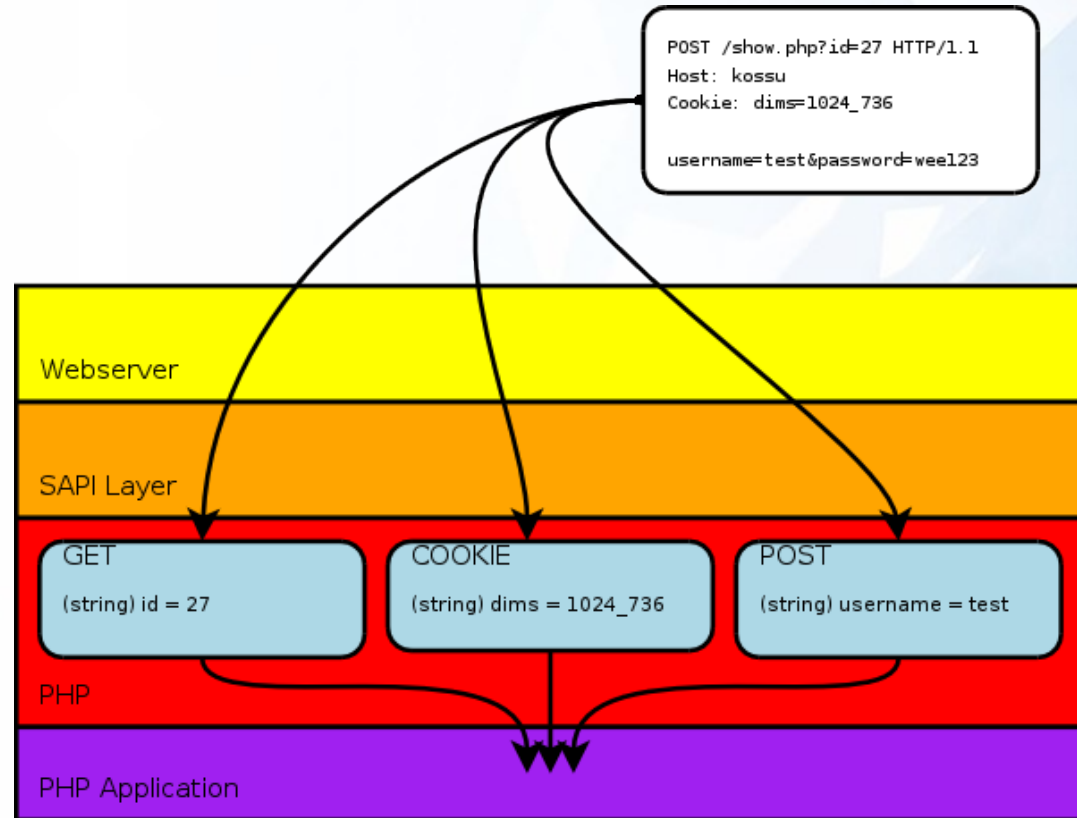 POST /show.php?id=27 HTTP/1.1
Host: kossu
Cookie: dims=1024_736
username=test&password=wee123
Webserver
SAPI Layer
GET
(string) id = 27
COOKIE
(string) dims = 1024_736
POST
(string) username = test
PHP
PHP Application